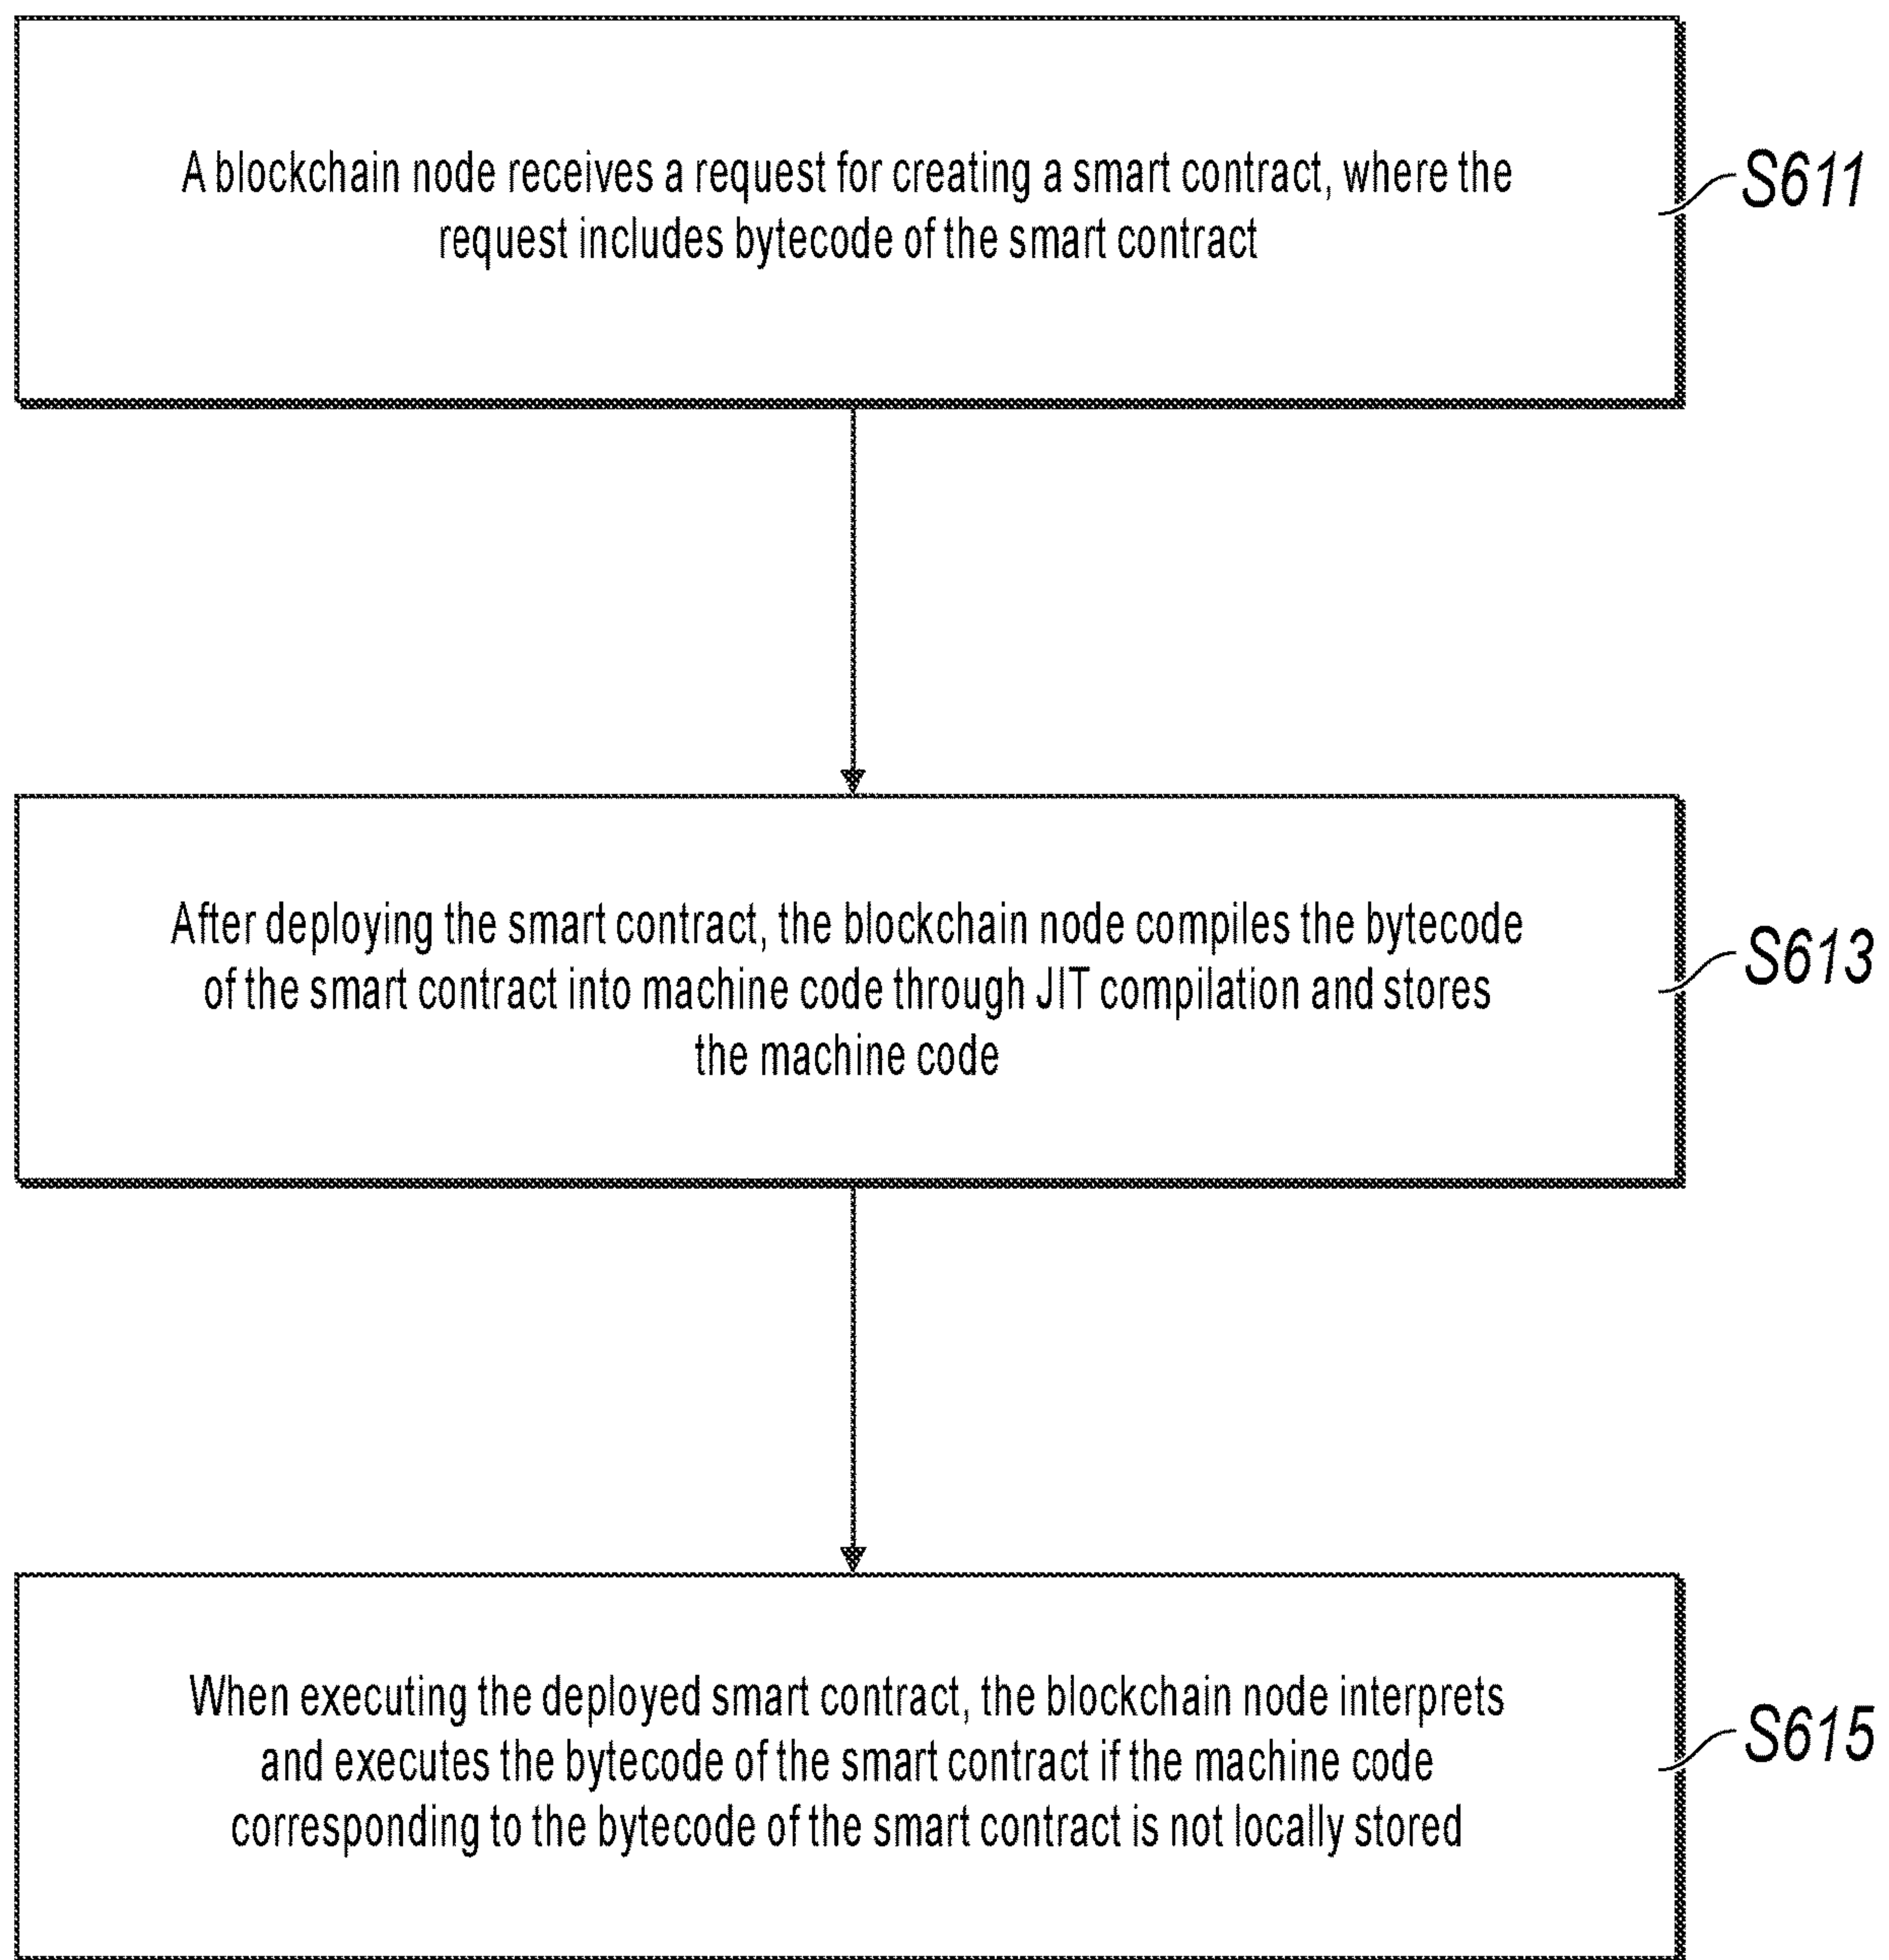 A blockchain node receives a request for creating a smart contract, where the
request includes bytecode of the smart contract
S611
After deploying the smart contract, the blockchain node compiles the bytecode
of the smart contract into machine code through JIT compilation and stores
the machine code
S613
When executing the deployed smart contract, the blockchain node interprets
and executes the bytecode of the smart contract if the machine code
corresponding to the bytecode of the smart contract is not locally stored
S615